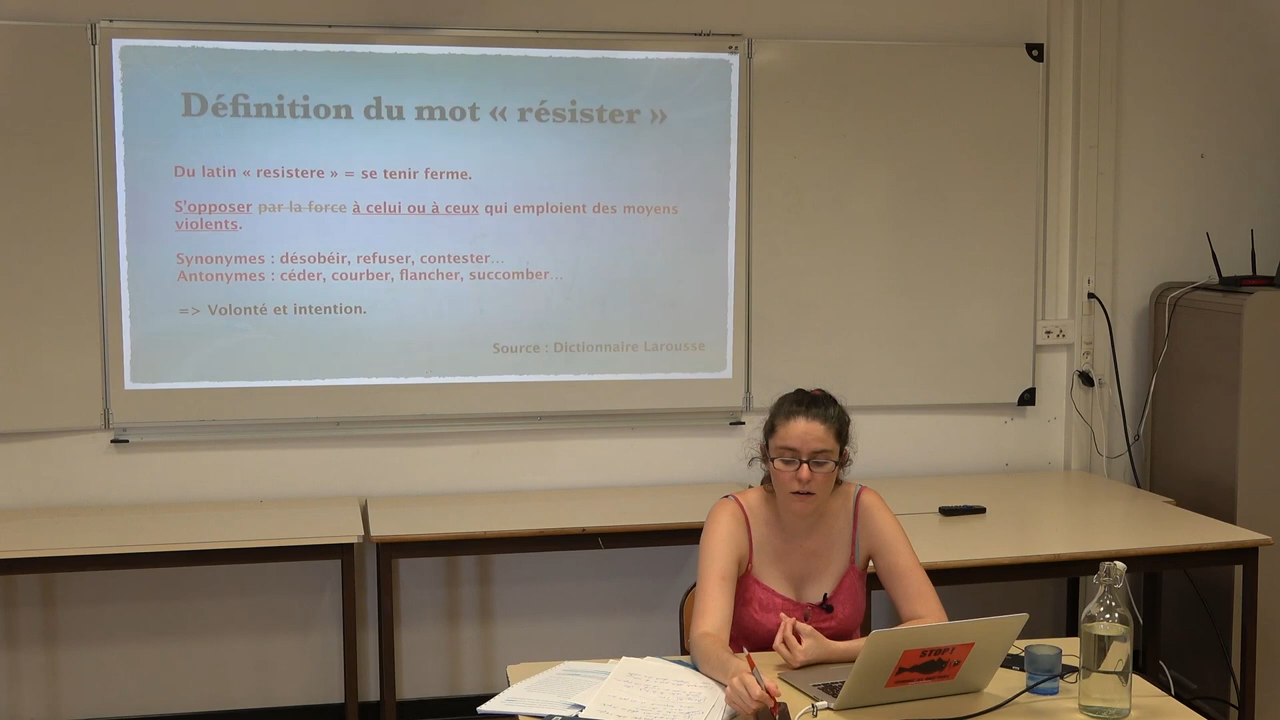 Définition du mot « résister »
Du latin « resistere » = se tenir ferme.
S'opposer par la force à celui ou à ceux qui emploient des moyens
violents.
Synonymes : désobéir, refuser, contester...
Antonymes : céder, courber, flancher, succomber...
=> Volonté et intention.
Source : Dictionnaire Larousse
STOP !